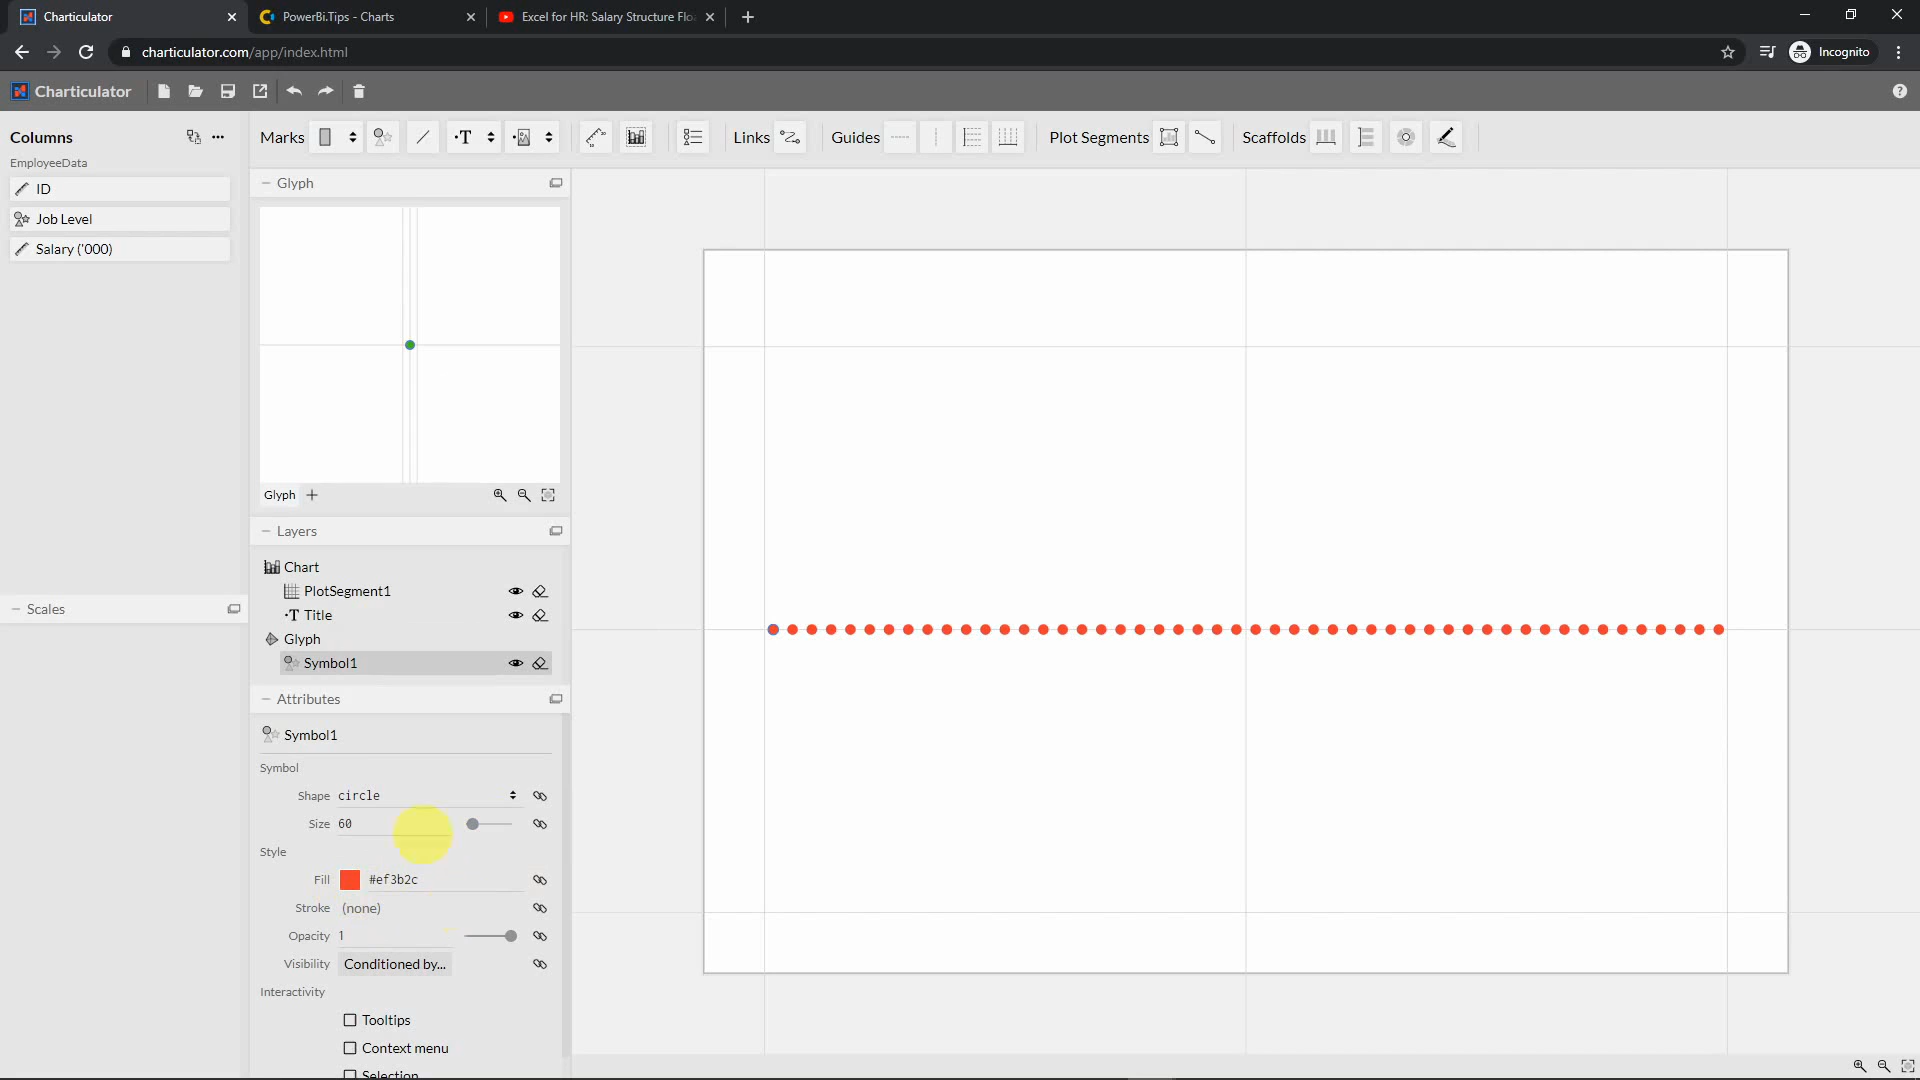 Charticulator
PowerBi.Tips - Charts
Excel for HR: Salary Structure Flo
charticulator.com/app/index.html
Incognito
Charticulator
Columns
EmployeeData
ID
Job Level
Salary ('000)
Scales
Marks
Links
Guides
Plot Segments
Scaffolds
Glyph
Glyph
Layers
Chart
PlotSegment1
Title
Glyph
Symbol1
Attributes
Symbol1
Symbol
Shape circle
Size 60
Style
Fill #ef3b2c
Stroke (none)
Opacity 1
Visibility Conditioned by...
Interactivity
Tooltips
Context menu
Selection